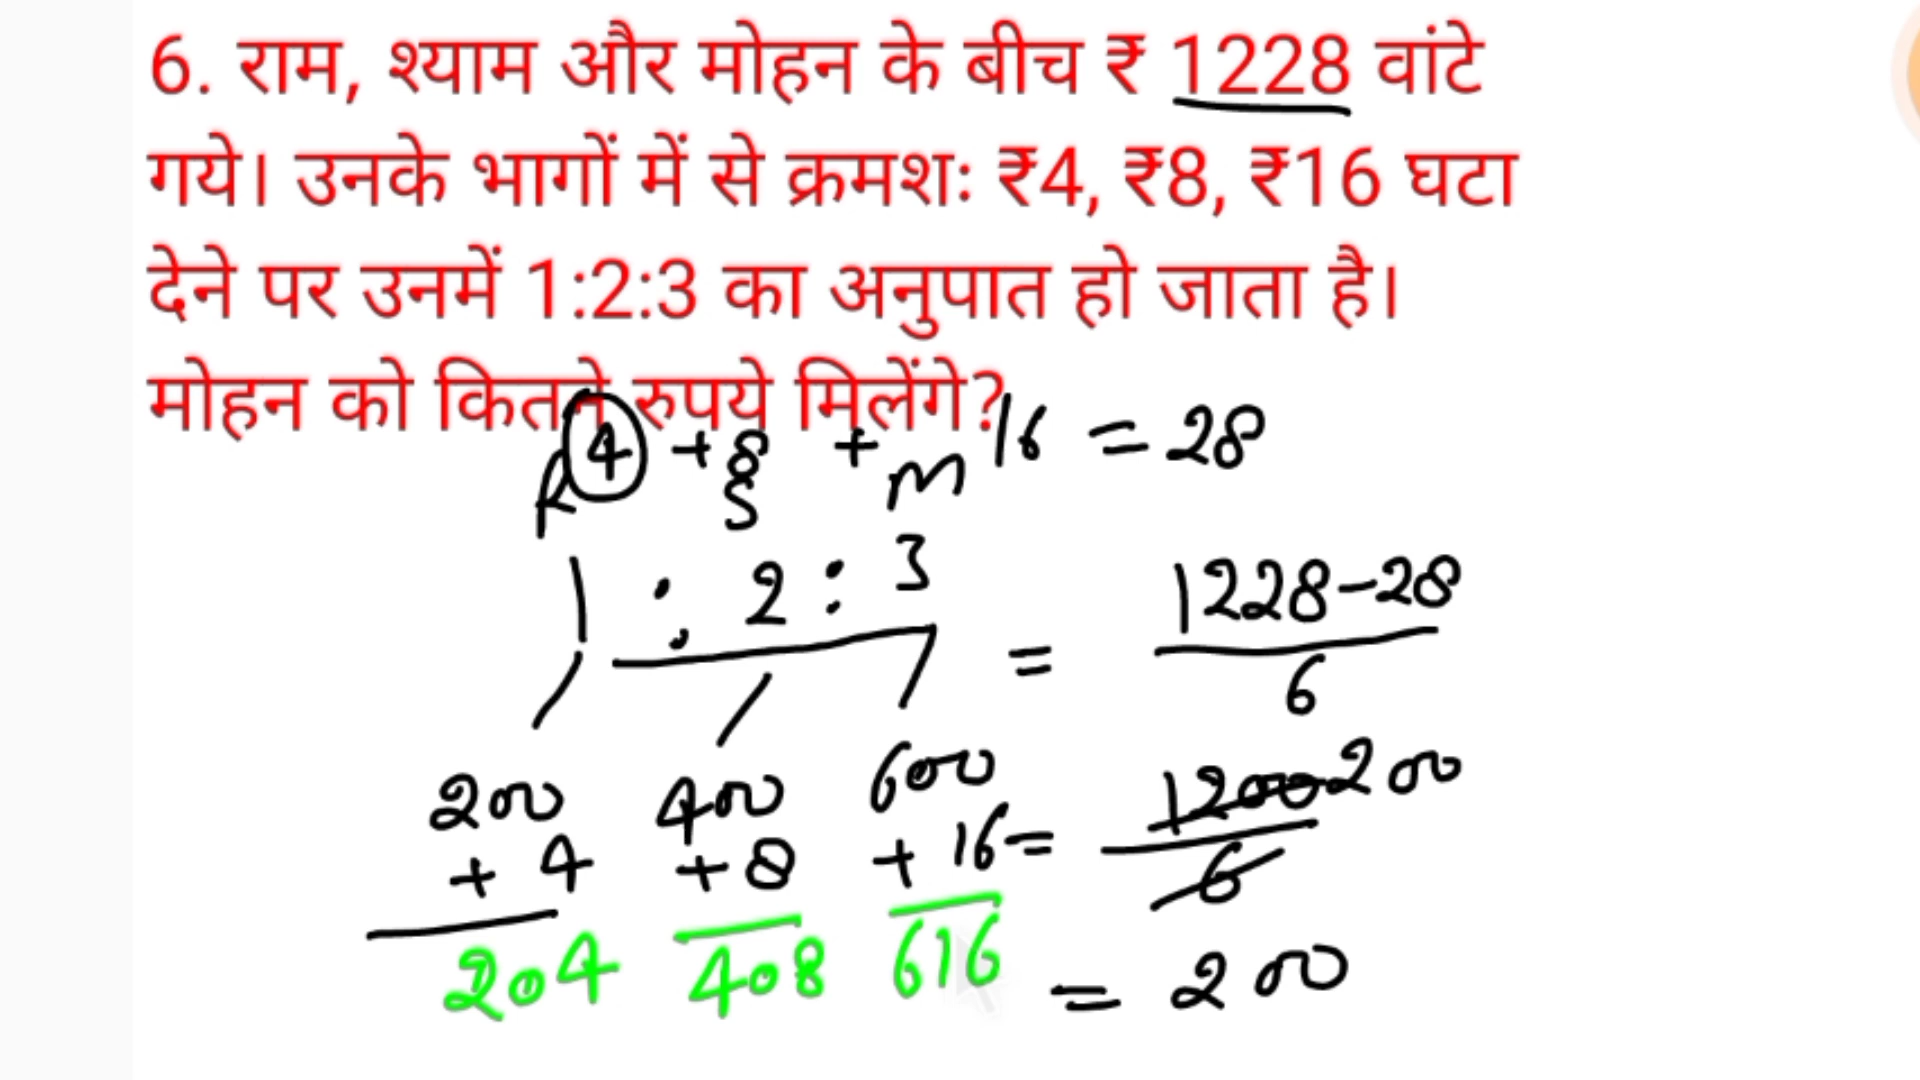 6. राम, श्याम और मोहन के बीच ₹ 1228 वांटे
गये। उनके भागों में से क्रमशः ₹4, ₹8, ₹16 घटा
देने पर उनमें 1:2:3 का अनुपात हो जाता है।
मोहन को कितने रुपये मिलेंगे?
4 + 8 + 16 = 28
R S M
1 : 2 : 3 = 1228-28
6
200 400 600 1200 200
+ 4 +8 + 16 = 6
204 408 616 = 200